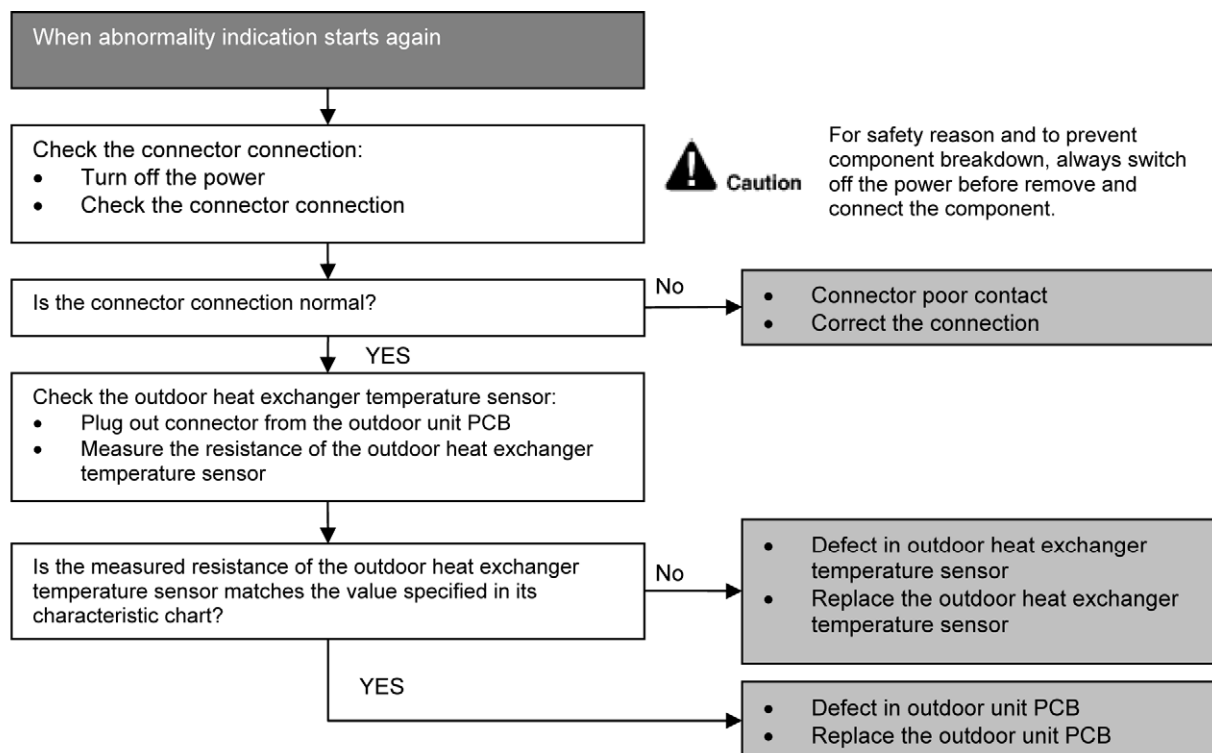 When abnormality indication starts again
Check the connector connection:
• Turn off the power
• Check the connector connection
Caution
For safety reason and to prevent
component breakdown, always switch
off the power before remove and
connect the component.
Is the connector connection normal?
No
• Connector poor contact
• Correct the connection
YES
Check the outdoor heat exchanger temperature sensor:
• Plug out connector from the outdoor unit PCB
• Measure the resistance of the outdoor heat exchanger
temperature sensor
Is the measured resistance of the outdoor heat exchanger
temperature sensor matches the value specified in its
characteristic chart?
No
• Defect in outdoor heat exchanger
temperature sensor
• Replace the outdoor heat exchanger
temperature sensor
YES
• Defect in outdoor unit PCB
• Replace the outdoor unit PCB